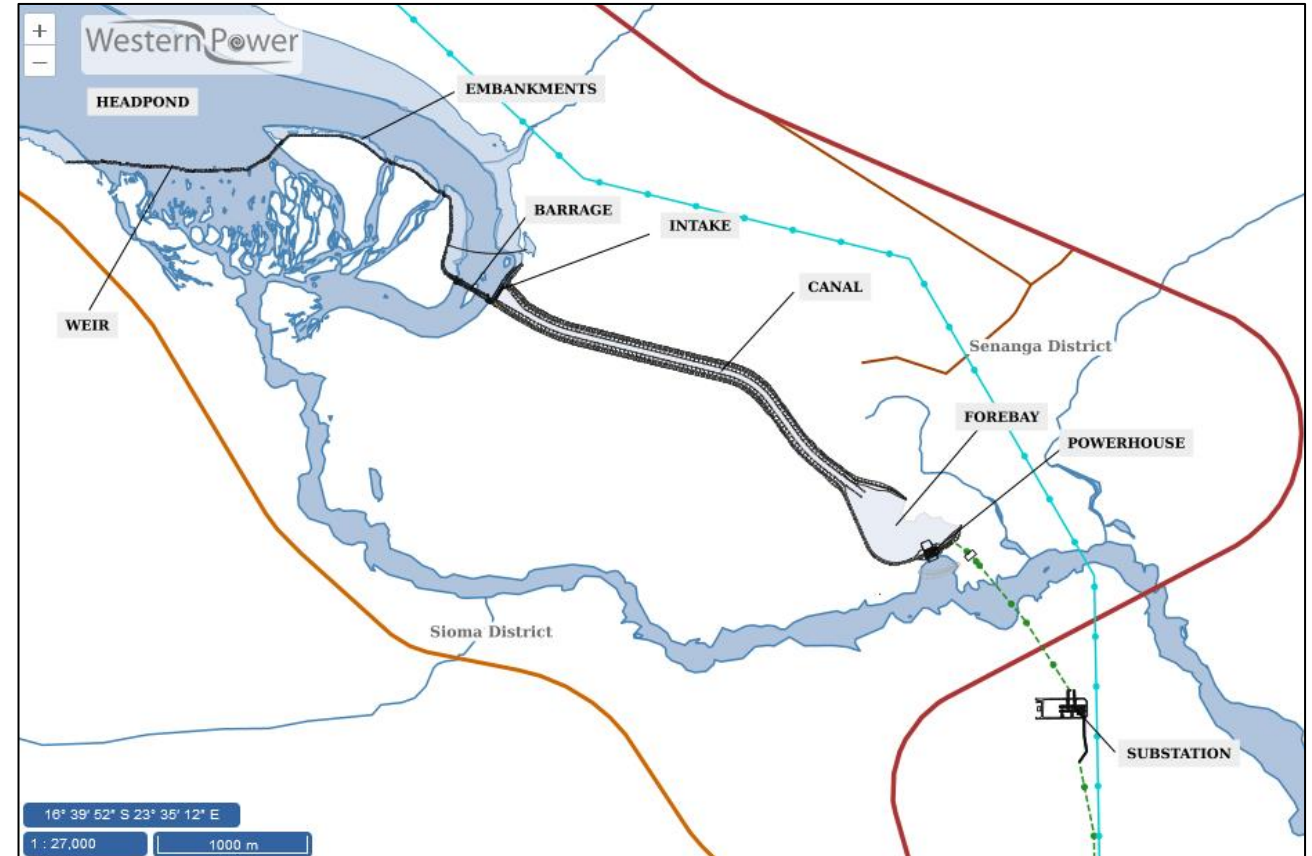 +
−
Western Power
HEADPOND
EMBANKMENTS
BARRAGE
INTAKE
CANAL
WEIR
Senanga District
FOREBAY
POWERHOUSE
Sioma District
SUBSTATION
16° 39' 52" S 23° 35' 12" E
1 : 27,000
1000 m